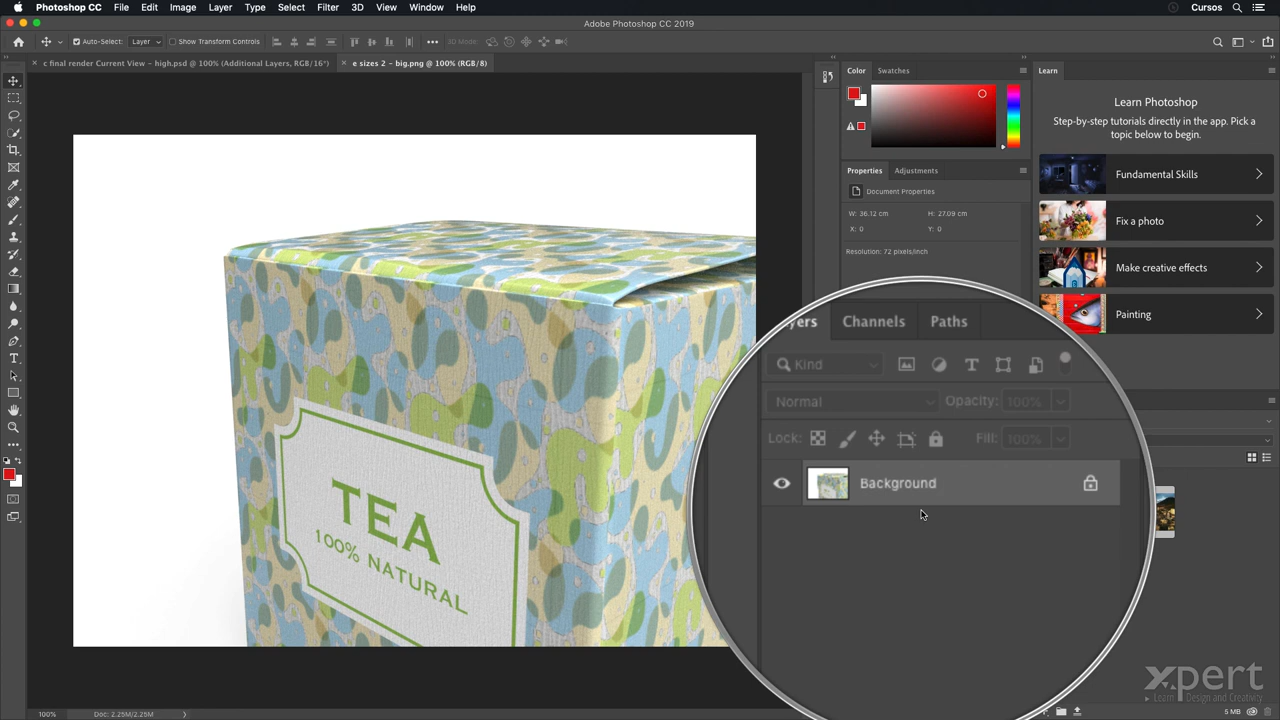 Photoshop CC File Edit Image Layer Type Select Filter 3D View Window Help Cursos
Adobe Photoshop CC 2019
Auto-Select: Layer Show Transform Controls 3D Mode:
c final render Current View - high.psd @ 100% (Additional Layers, RGB/16*)
e sizes 2 - big.png @ 100% (RGB/8)
Color Swatches
Learn
Learn Photoshop
Step-by-step tutorials directly in the app. Pick a
topic below to begin.
Fundamental Skills
Fix a photo
Make creative effects
Painting
Properties Adjustments
Document Properties
W: 36.12 cm H: 27.09 cm
X: 0 Y: 0
Resolution: 72 pixels/inch
yers Channels Paths
Kind
Normal Opacity: 100%
Lock: Fill: 100%
Background
TEA
100% NATURAL
xpert
Learn Design and Creativity
100% Doc: 2.25M/2.25M
5 MB